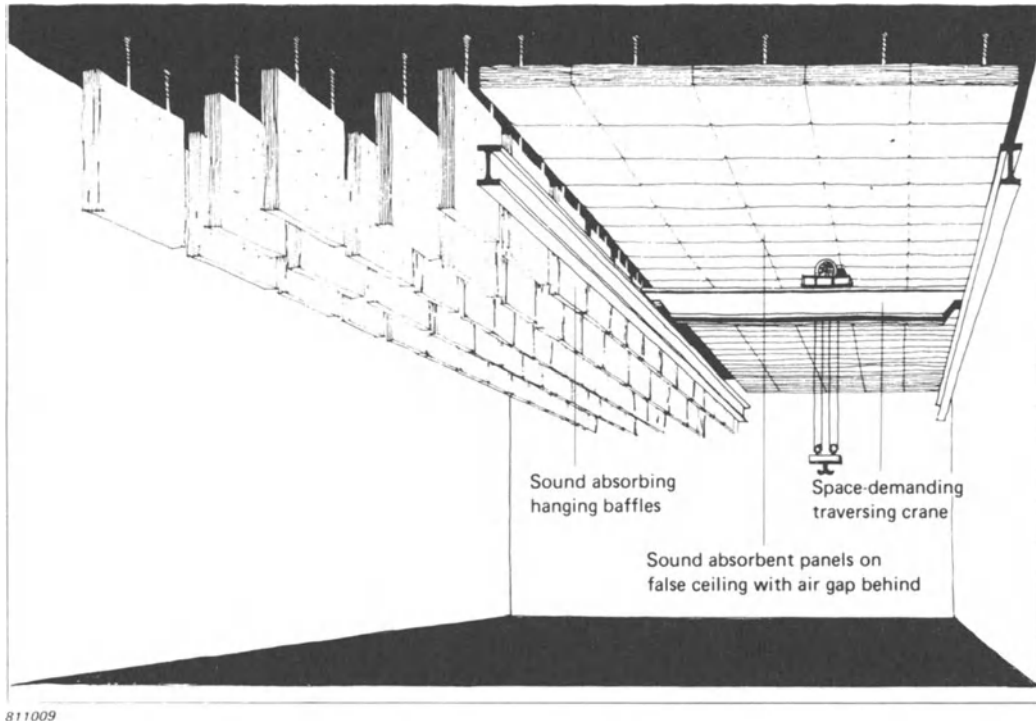 Sound absorbing
hanging baffles
Space-demanding
traversing crane
Sound absorbent panels on
false ceiling with air gap behind
811009